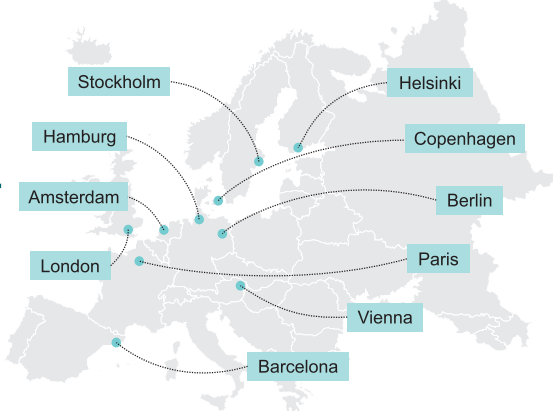 Stockholm
Helsinki
Hamburg
Copenhagen
Amsterdam
Berlin
London
Paris
Vienna
Barcelona